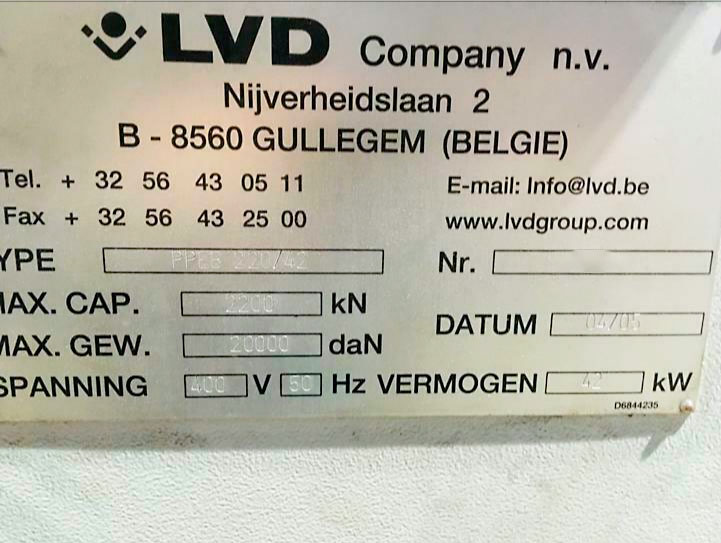 LVD Company n.v.
Nijverheidslaan 2
B - 8560 GULLEGEM (BELGIE)
Tel. + 32 56 43 05 11 E-mail: Info@lvd.be
Fax + 32 56 43 25 00 www.lvdgroup.com
YPE PPEB 220/42 Nr.
MAX. CAP. 2200 kN
DATUM 04/05
MAX. GEW. 20000 daN
SPANNING 400 V 50 Hz VERMOGEN 42 kW
D6844235